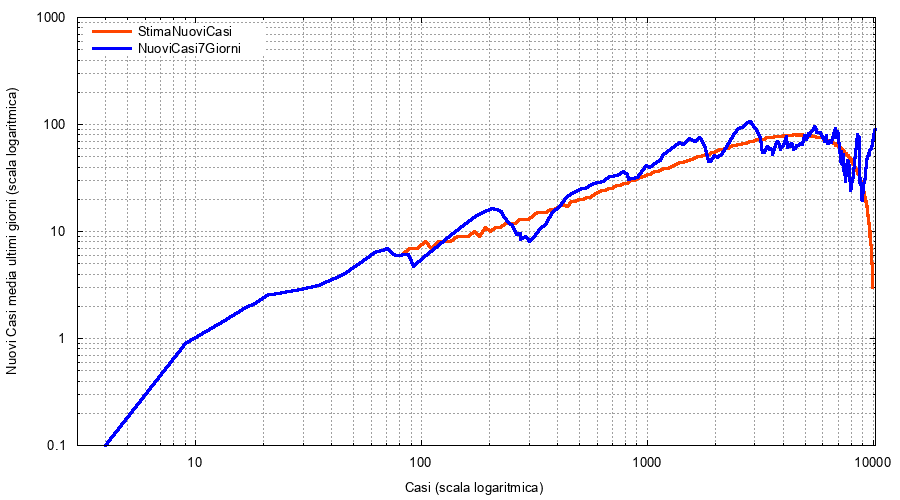 1000
StimaNuoviCasi
NuoviCasi7Giorni
100
10
1
0.1
Nuovi Casi media ultimi giorni (scala logaritmica)
10 100 1000 10000
Casi (scala logaritmica)